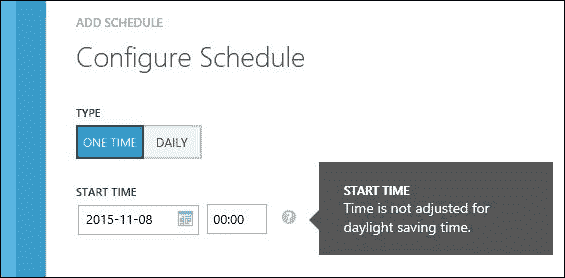 ADD SCHEDULE
Configure Schedule
TYPE
ONE TIME DAILY
START TIME
2015-11-08 00:00
START TIME
Time is not adjusted for
daylight saving time.